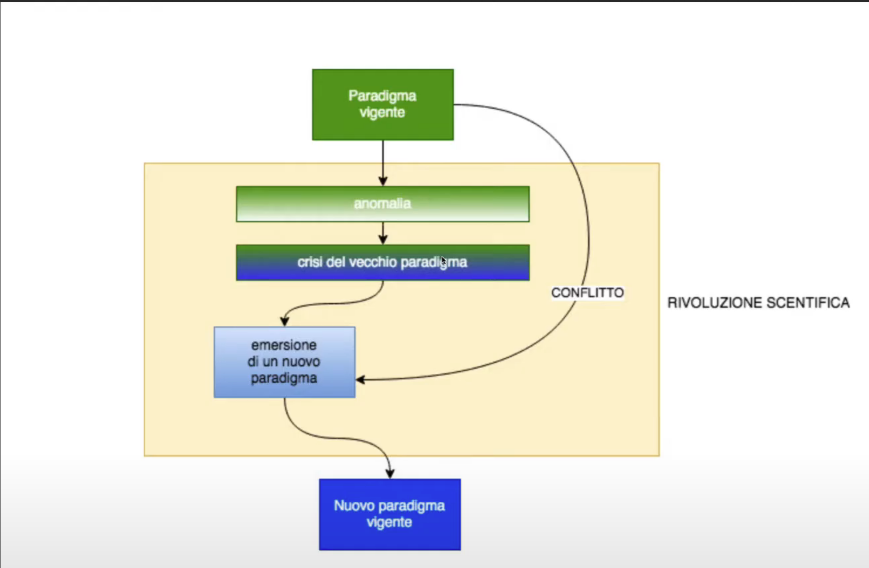 Paradigma
vigente
anomalia
crisi del vecchio paradigma
CONFLITTO
RIVOLUZIONE SCENTIFICA
emersione
di un nuovo
paradigma
Nuovo paradigma
vigente